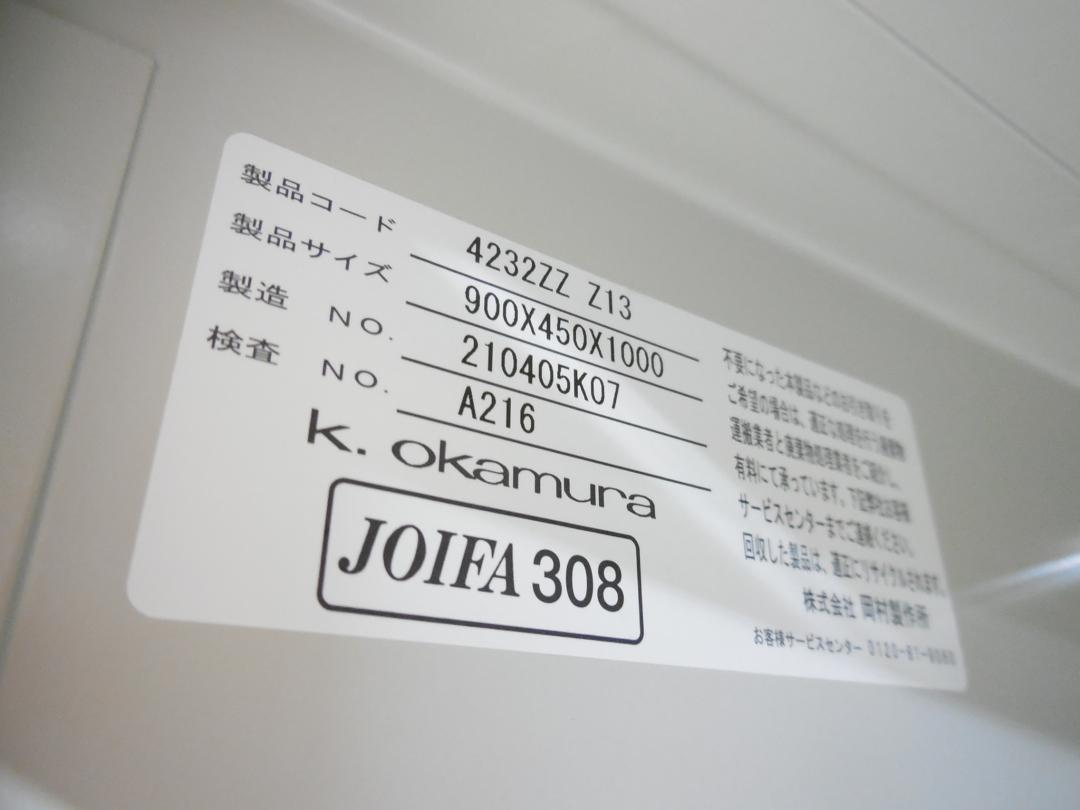 製品コード 4232ZZ Z13
製品サイズ 900X450X1000
製造 NO. 210405K07
検査 NO. A216
k. okamura
JOIFA 308
不要になった本製品などのお引き取りを
ご希望の場合は、適正な処理を行う廃棄物
運搬業者と廃棄物処理業者をご紹介し、
有料にて承っています。下記弊社お客様
サービスセンターまでご連絡ください。
回収した製品は、適正にリサイクルされます。
株式会社 岡村製作所
お客様サービスセンター 0120-81-